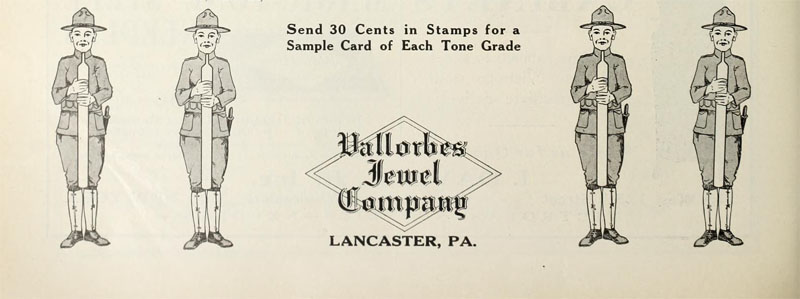 Send 30 Cents in Stamps for a
Sample Card of Each Tone Grade
Vallorbes
Jewel
Company
LANCASTER, PA.